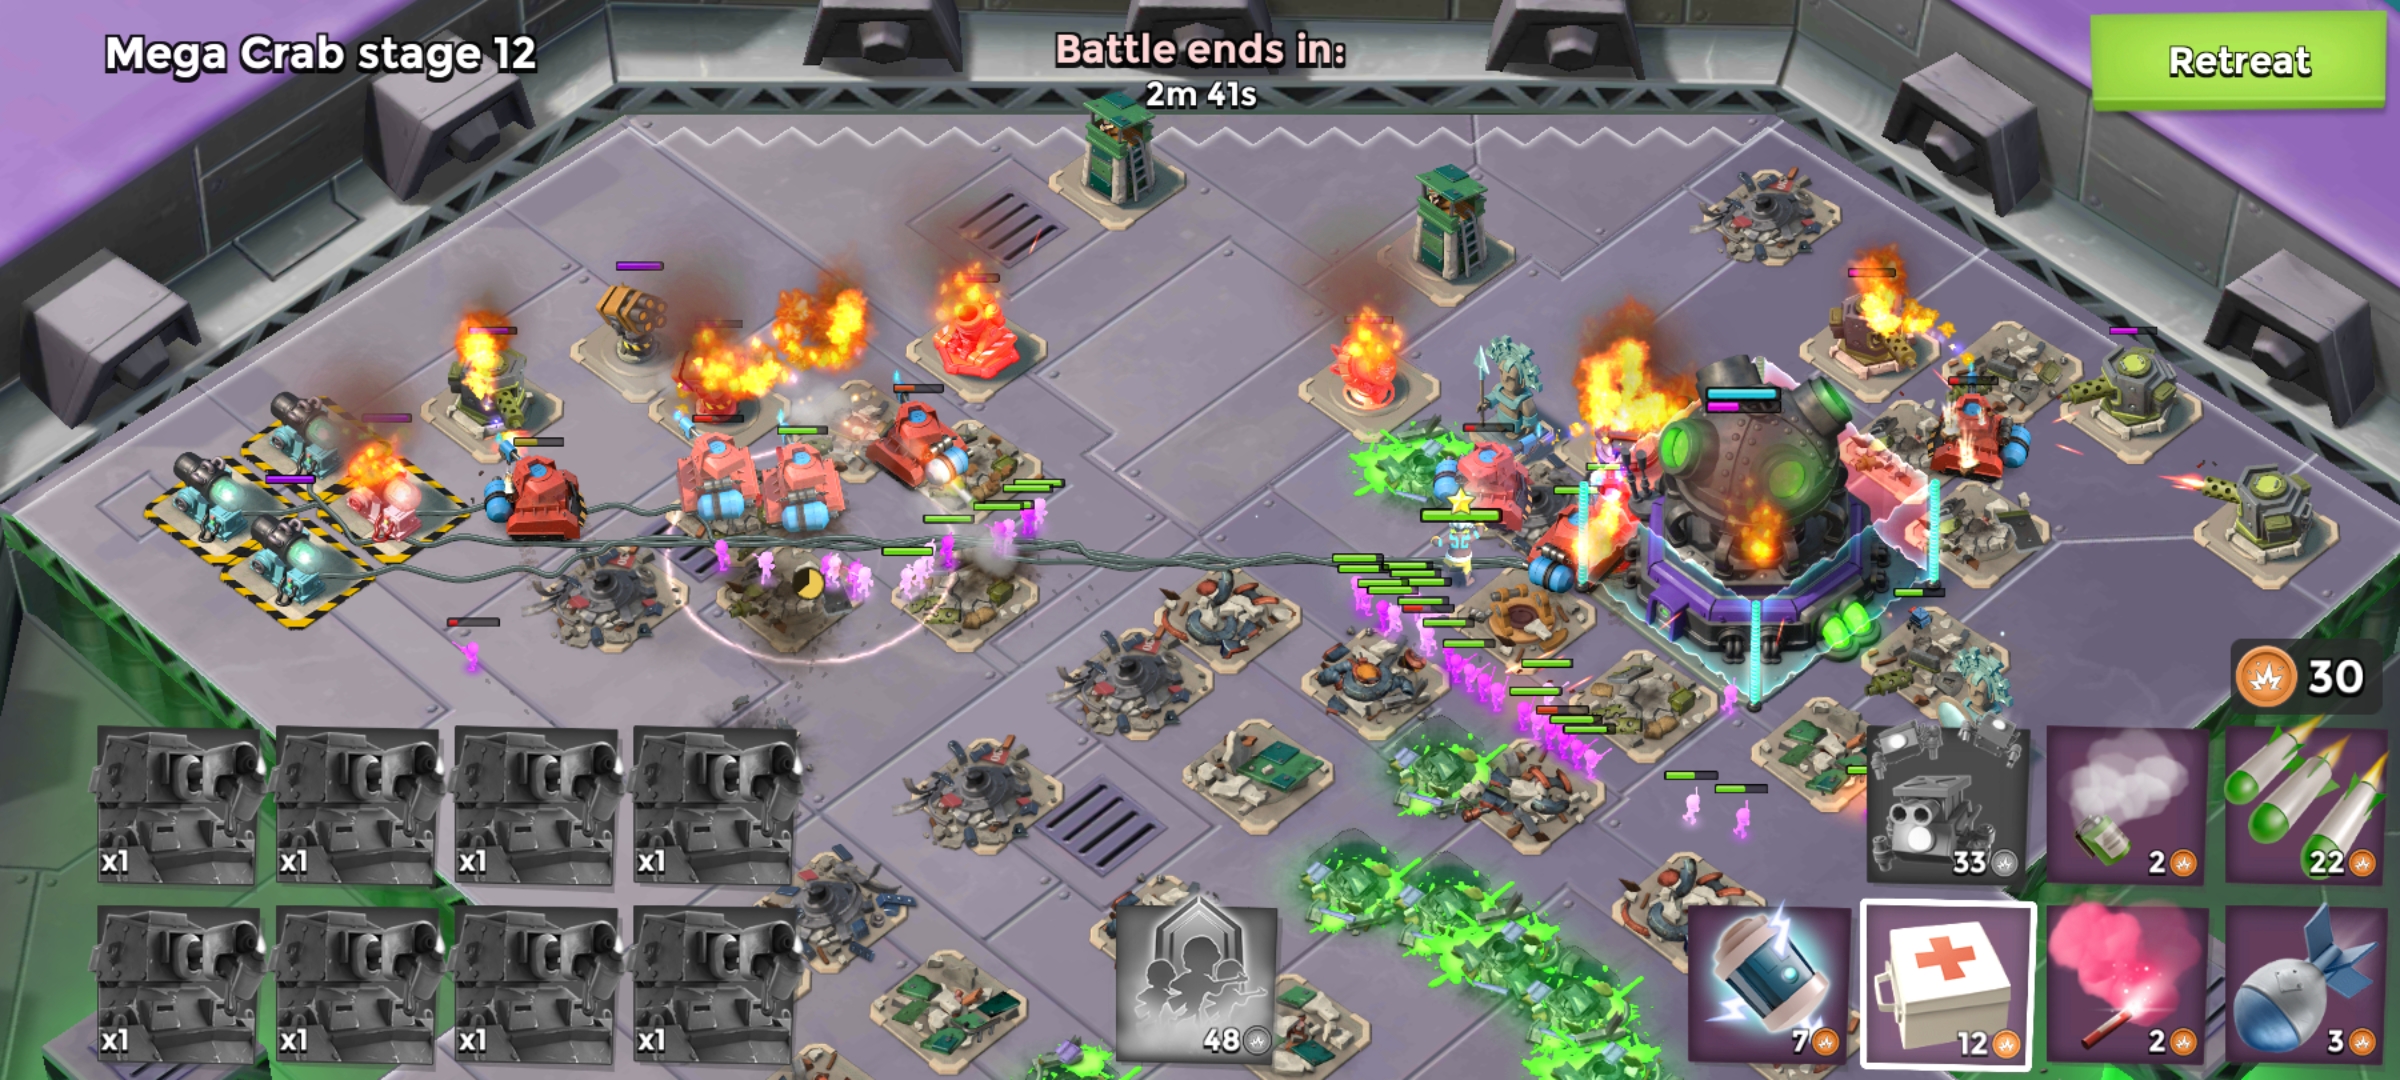 Mega Crab stage 12
Battle ends in:
2m 41s
Retreat
30
x1 x1 x1 x1
33 2 22
x1 x1 x1 x1
48 7 12 2 3